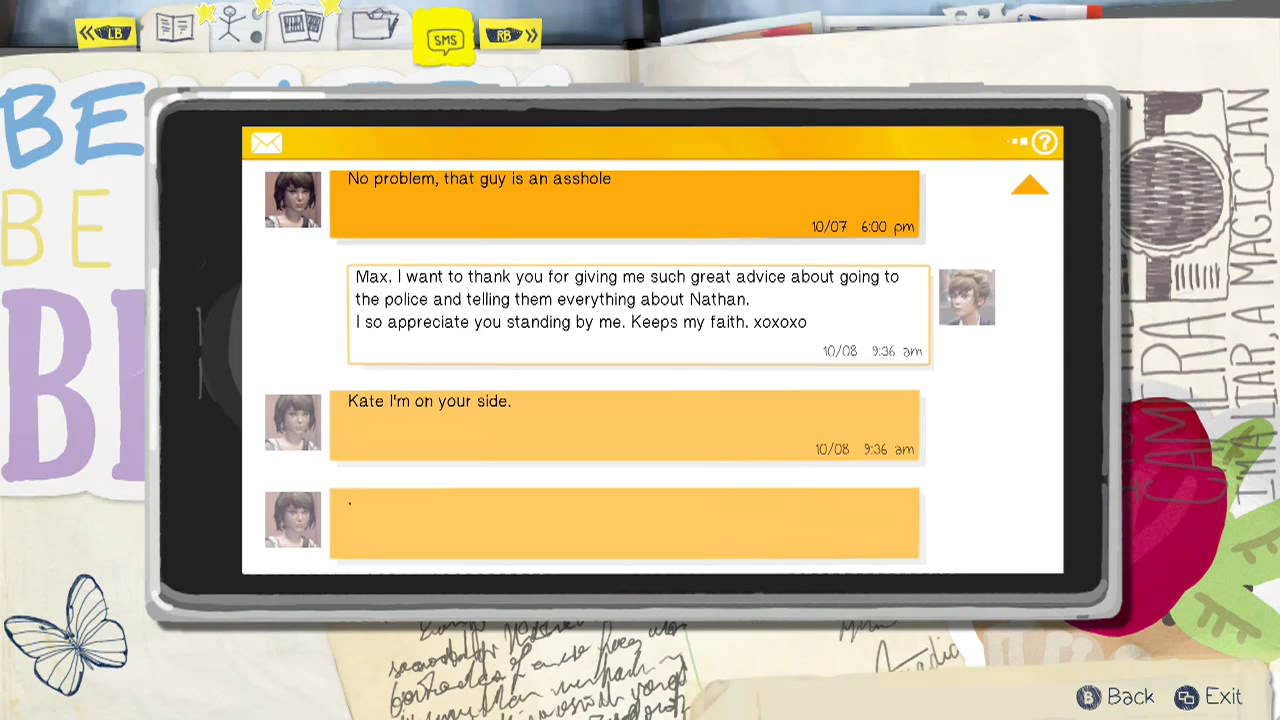 LB
SMS
RB
BE
BE
No problem, that guy is an asshole
10/07 6:00 pm
Max. I want to thank you for giving me such great advice about going to
the police and telling them everything about Nathan.
I so appreciate you standing by me. Keeps my faith. xoxoxo
10/08 9:36 am
Kate I'm on your side.
10/08 9:36 am
.
CAMERA
LIAR, A MAGICIAN
B Back
Exit